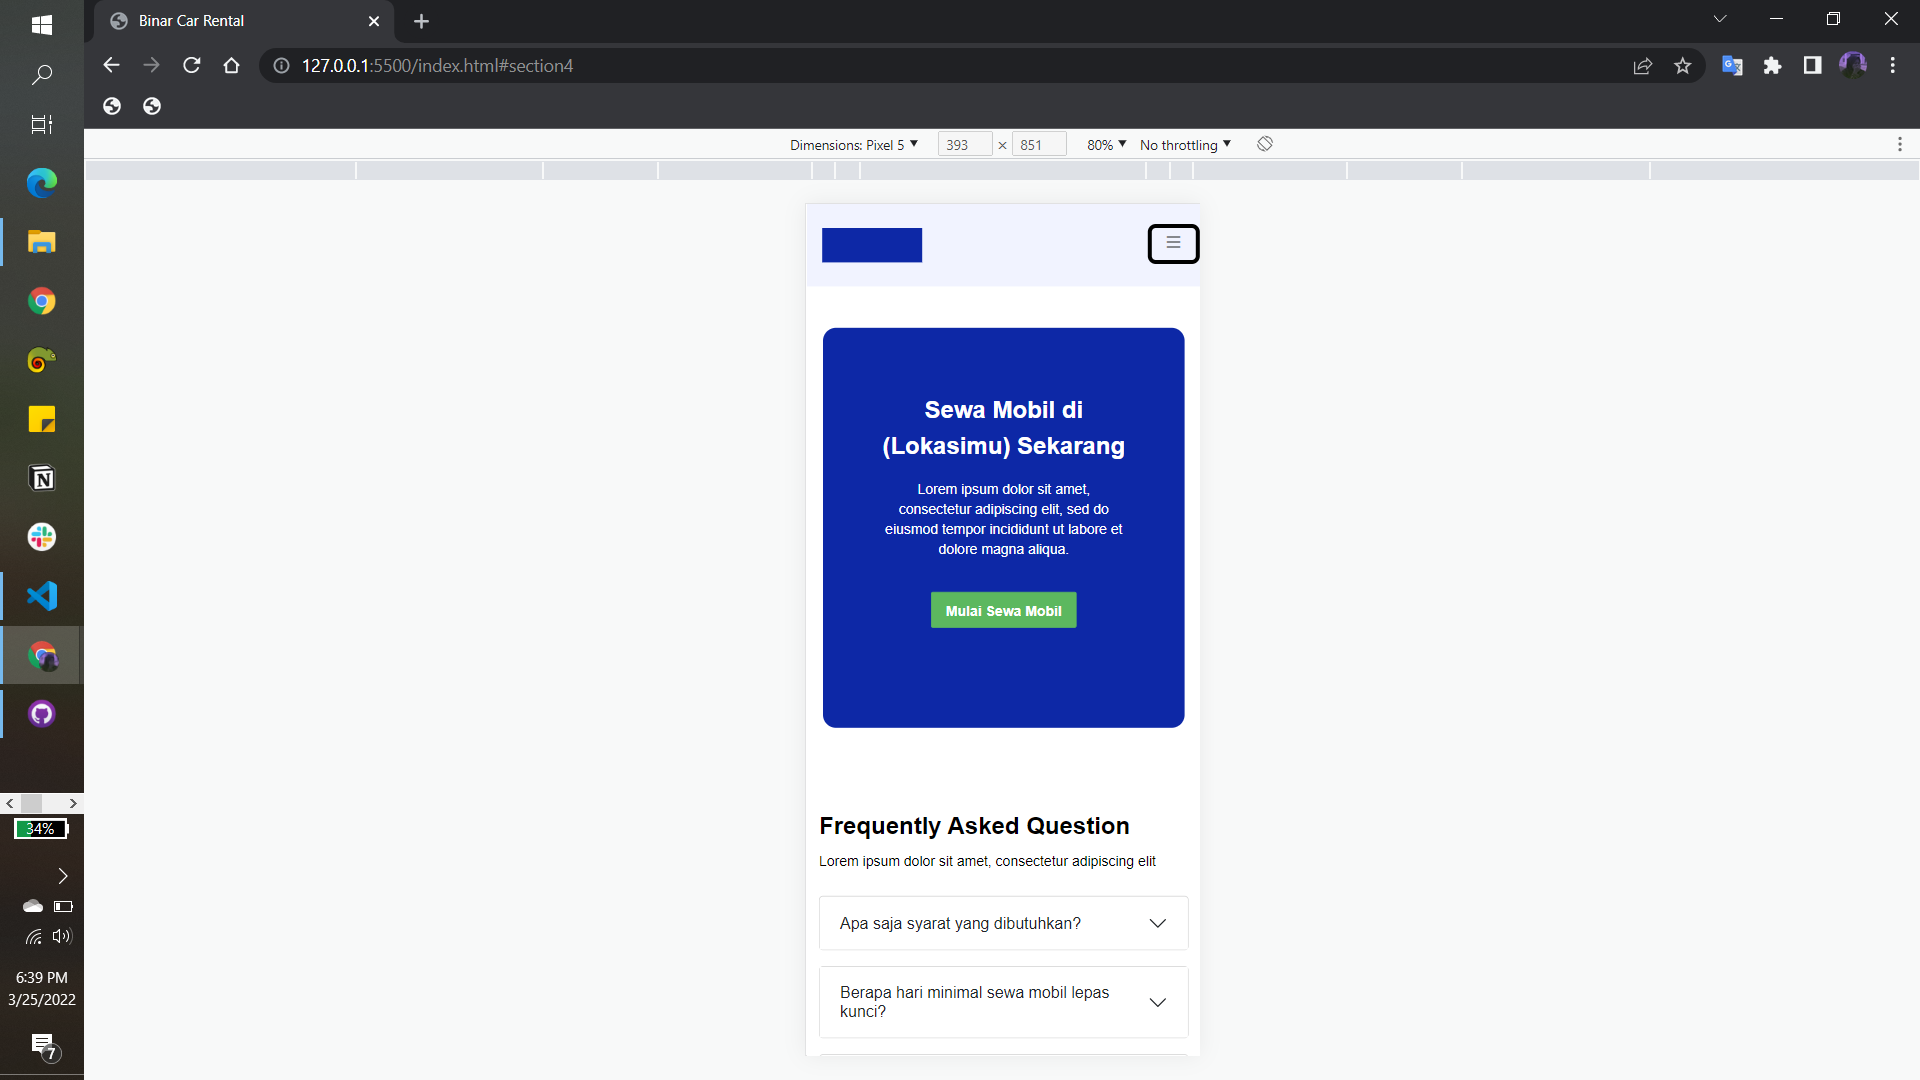 Binar Car Rental
127.0.0.1:5500/index.html#section4
Dimensions: Pixel 5 393 × 851 80% No throttling
Sewa Mobil di
(Lokasimu) Sekarang
Lorem ipsum dolor sit amet,
consectetur adipiscing elit, sed do
eiusmod tempor incididunt ut labore et
dolore magna aliqua.
Mulai Sewa Mobil
Frequently Asked Question
Lorem ipsum dolor sit amet, consectetur adipiscing elit
Apa saja syarat yang dibutuhkan?
Berapa hari minimal sewa mobil lepas
kunci?
34%
6:39 PM
3/25/2022
7